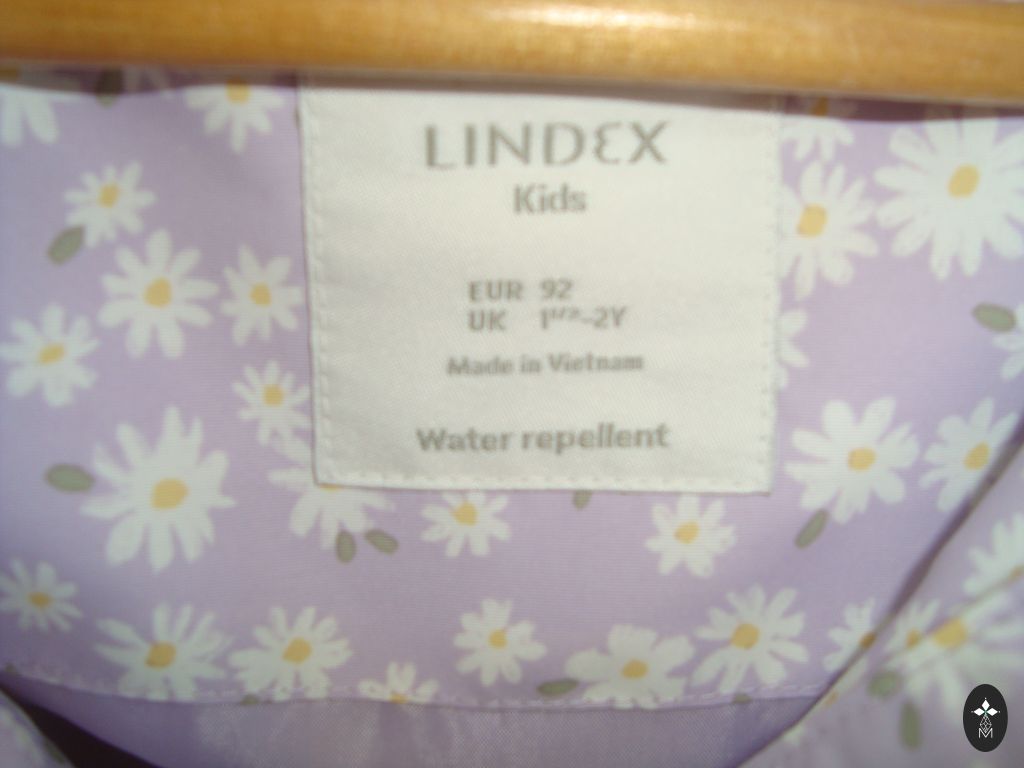 LINDEX
Kids
EUR 92
UK 1½-2Y
Made in Vietnam
Water repellent
M